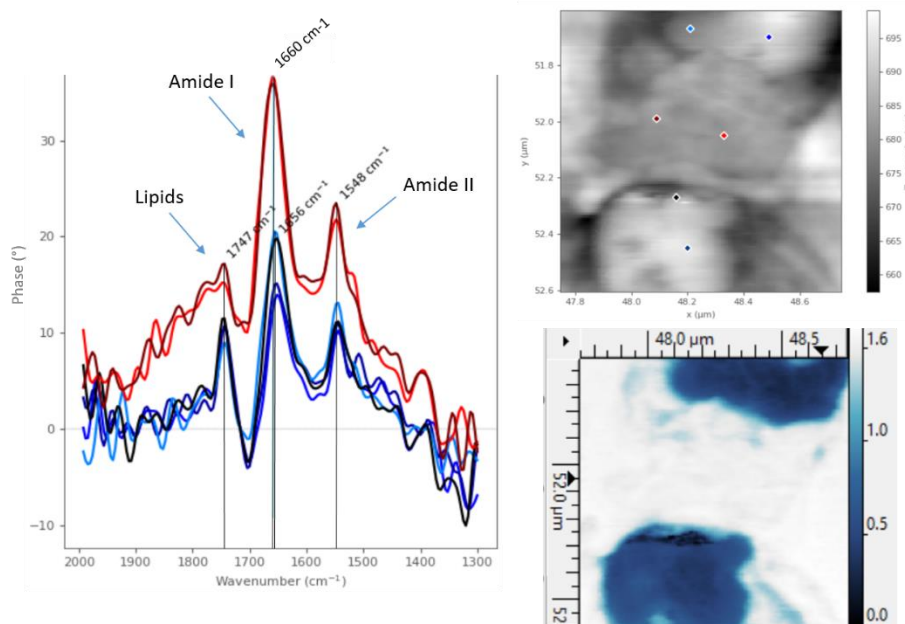 1660 cm-1
Amide I
Lipids
Amide II
1747 cm⁻¹
1656 cm⁻¹
1548 cm⁻¹
30
20
10
0
−10
Phase (°)
2000 1900 1800 1700 1600 1500 1400 1300
Wavenumber (cm⁻¹)
51.8
52.0
52.2
52.4
52.6
y (μm)
47.8 48.0 48.2 48.4 48.6
x (μm)
695
690
685
680
675
670
665
660
48.0 μm 48.5
52.0 μm
52
1.6
1.0
0.5
0.0